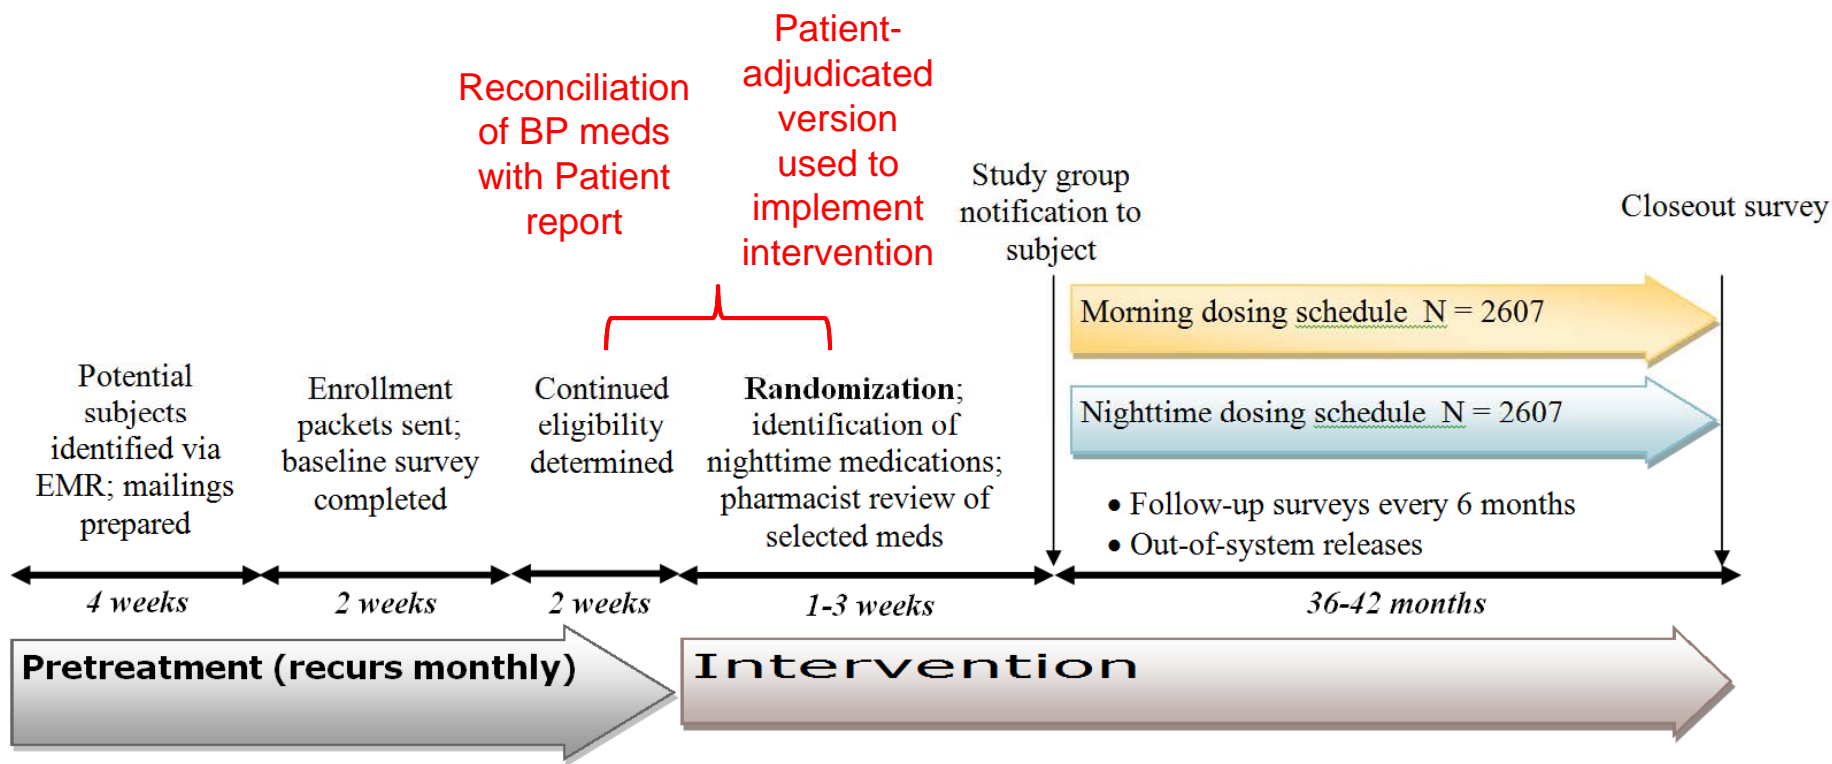 Reconciliation
of BP meds
with Patient
report
Patient-
adjudicated
version
used to
implement
intervention
Study group
notification to
subject
Closeout survey
Morning dosing schedule  N = 2607
Nighttime dosing schedule  N = 2607
• Follow-up surveys every 6 months
• Out-of-system releases
Potential
subjects
identified via
EMR; mailings
prepared
Enrollment
packets sent;
baseline survey
completed
Continued
eligibility
determined
Randomization;
identification of
nighttime medications;
pharmacist review of
selected meds
4 weeks
2 weeks
2 weeks
1-3 weeks
36-42 months
Pretreatment (recurs monthly)
Intervention